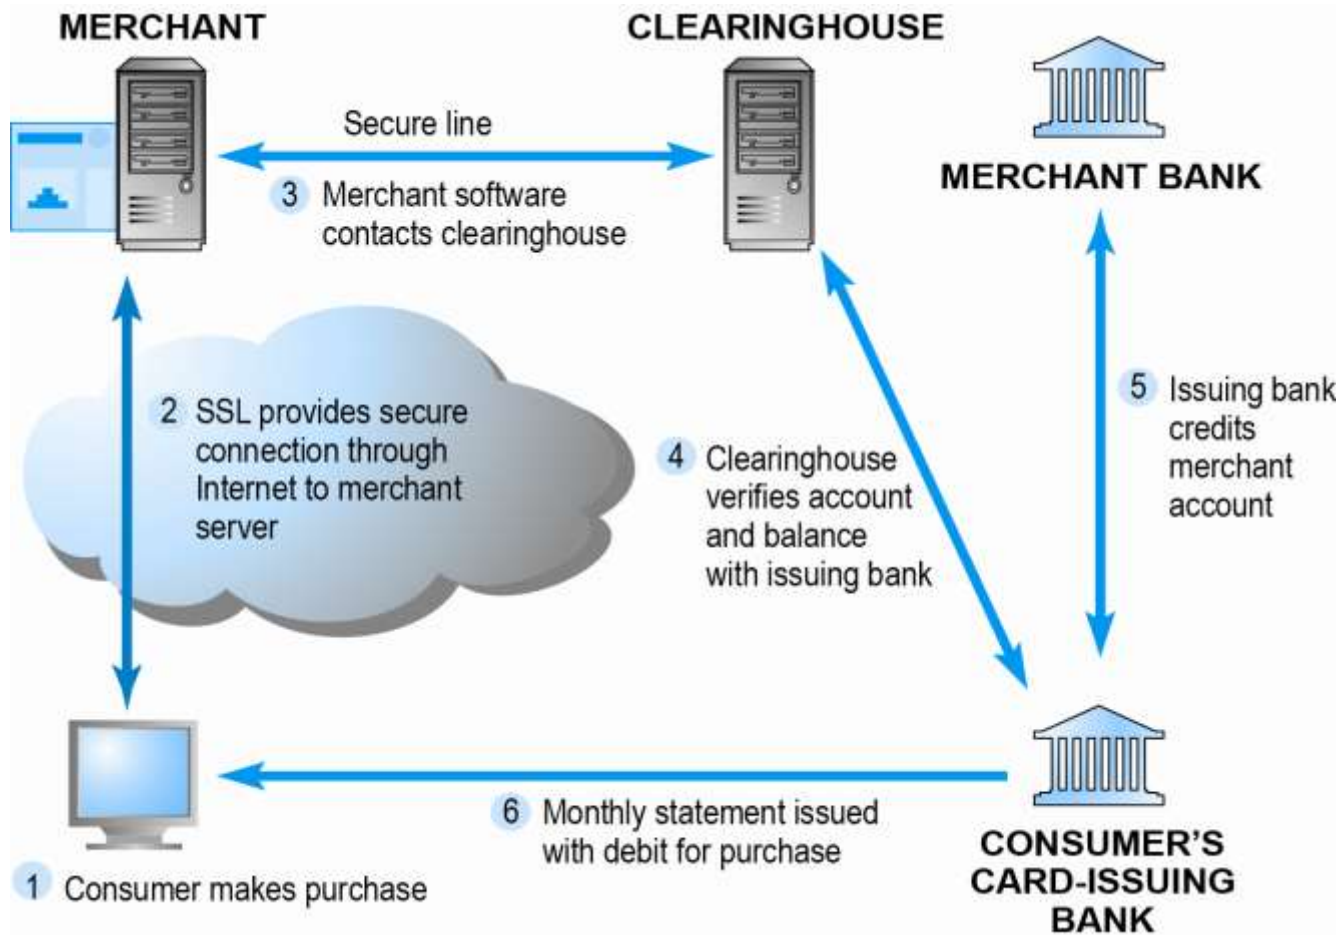 MERCHANT
CLEARINGHOUSE
MERCHANT BANK
Secure line
3 Merchant software
contacts clearinghouse
2 SSL provides secure
connection through
Internet to merchant
server
4 Clearinghouse
verifies account
and balance
with issuing bank
5 Issuing bank
credits
merchant
account
6 Monthly statement issued
with debit for purchase
1 Consumer makes purchase
CONSUMER'S
CARD-ISSUING
BANK